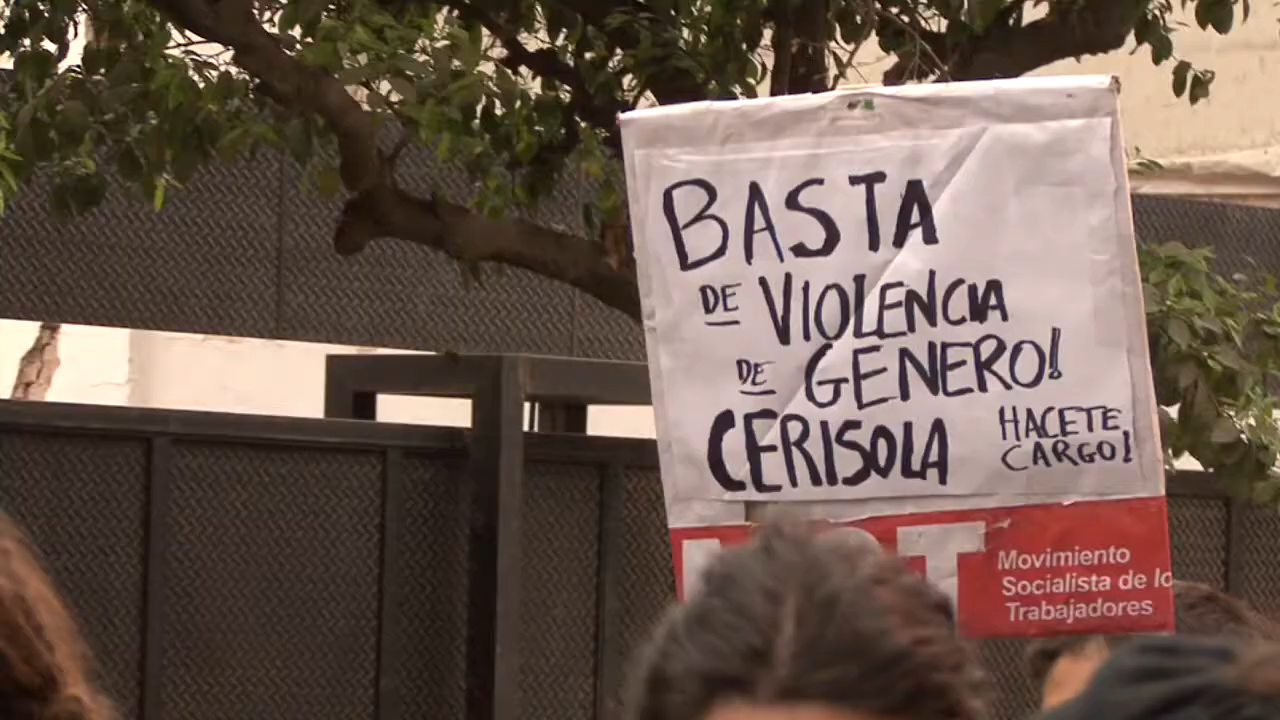 BASTA
DE VIOLENCIA
DE GENERO!
CERISOLA HACETE
CARGO!
Movimiento
Socialista de lo
Trabajadores